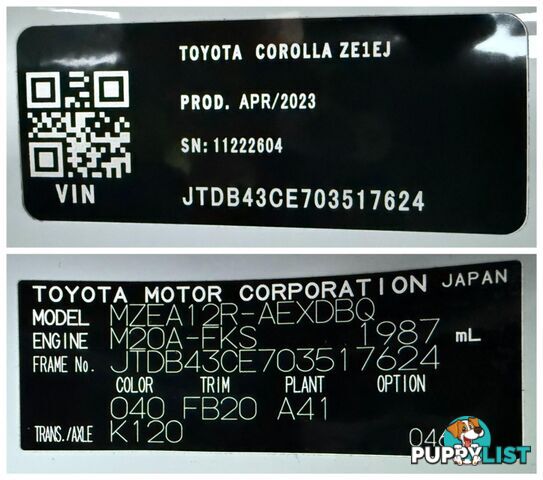 TOYOTA COROLLA ZE1EJ
PROD. APR/2023
SN: 11222604
VIN JTDB43CE703517624
TOYOTA MOTOR CORPORATION JAPAN
MODEL MZEA12R-AEXDBQ
ENGINE M20A-FKS 1987 mL
FRAME No. JTDB43CE703517624
COLOR TRIM PLANT OPTION
040 FB20 A41
TRANS./AXLE K120
PUPPYLIST